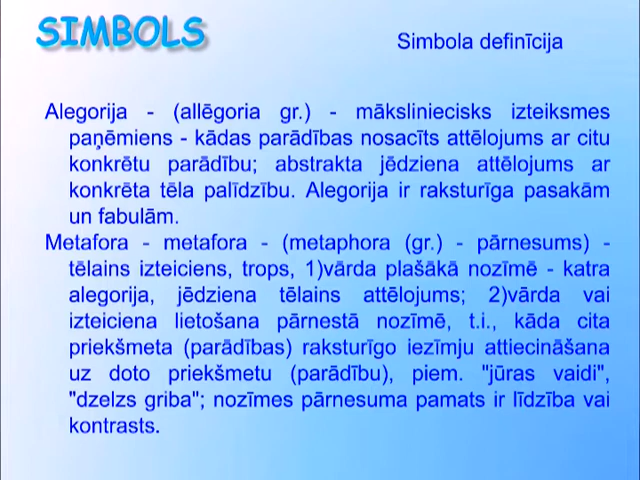 SIMBOLS
Simbola definīcija
Alegorija - (allēgoria gr.) - māksliniecisks izteiksmes
paņēmiens - kādas parādības nosacīts attēlojums ar citu
konkrētu parādību; abstrakta jēdziena attēlojums ar
konkrēta tēla palīdzību. Alegorija ir raksturīga pasakām
un fabulām.
Metafora - metafora - (metaphora (gr.) - pārnesums) -
tēlains izteiciens, trops, 1)vārda plašākā nozīmē - katra
alegorija, jēdziena tēlains attēlojums; 2)vārda vai
izteiciena lietošana pārnestā nozīmē, t.i., kāda cita
priekšmeta (parādības) raksturīgo iezīmju attiecināšana
uz doto priekšmetu (parādību), piem. "jūras vaidi",
"dzelzs griba"; nozīmes pārnesuma pamats ir līdzība vai
kontrasts.